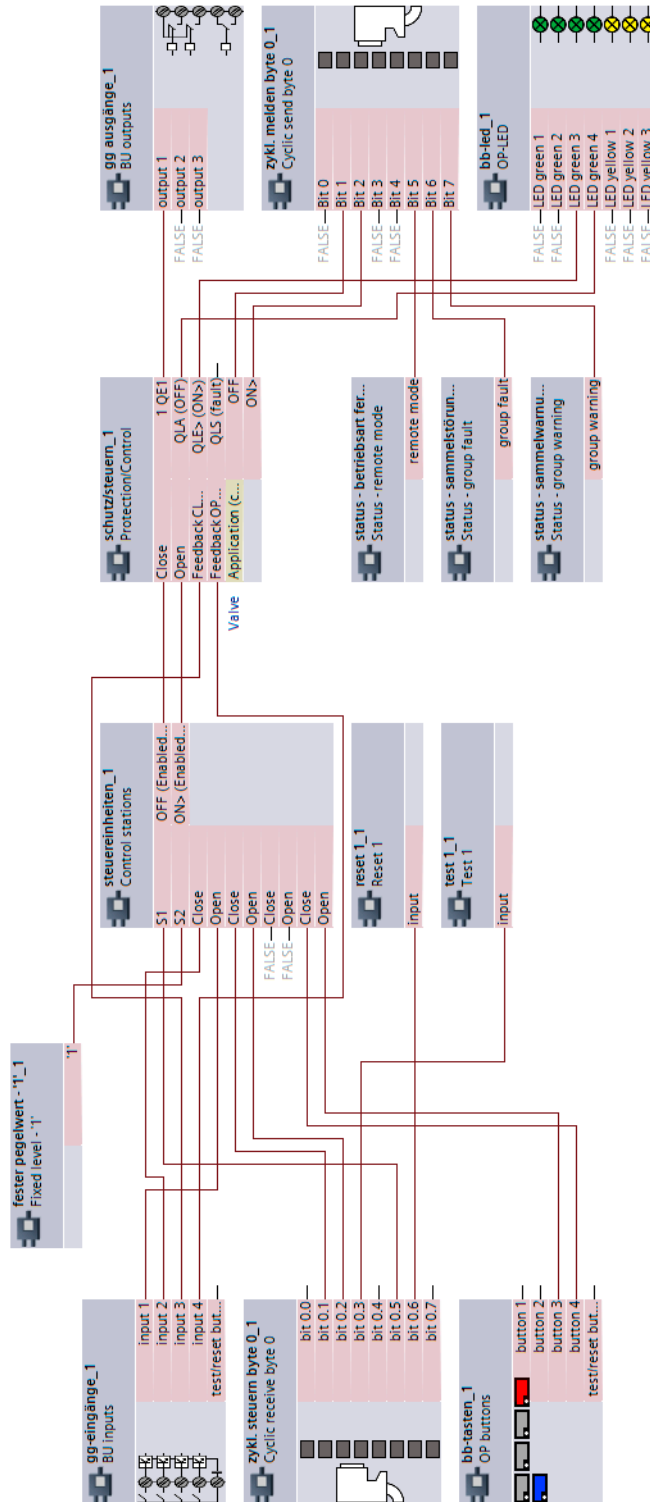 fester pegelwert - '1'_1
Fixed level - '1'
'1'
gg-eingänge_1
BU inputs
input 1
input 2
input 3
input 4
test/reset but...
zykl. steuern byte 0_1
Cyclic receive byte 0
bit 0.0
bit 0.1
bit 0.2
bit 0.3
bit 0.4
bit 0.5
bit 0.6
bit 0.7
bb-tasten_1
OP buttons
button 1
button 2
button 3
button 4
test/reset but...
steuereinheiten_1
Control stations
S1
S2
Close
Open
Close
Open
FALSE
Close
FALSE
Open
Close
Open
OFF (Enabled...
ON> (Enabled...
reset 1_1
Reset 1
input
test 1_1
Test 1
input
schutz/steuern_1
Protection/Control
Close
Open
Feedback CL...
Feedback OP...
Valve
Application (c...
1 QE1
QLA (OFF)
QLE> (ON>)
QLS (fault)
OFF
ON>
status - betriebsart fer...
Status - remote mode
remote mode
status - sammelstörun...
Status - group fault
group fault
status - sammelwarnu...
Status - group warning
group warning
gg ausgänge_1
BU outputs
output 1
FALSE
output 2
FALSE
output 3
zykl. melden byte 0_1
Cyclic send byte 0
FALSE
Bit 0
Bit 1
Bit 2
FALSE
Bit 3
FALSE
Bit 4
Bit 5
Bit 6
Bit 7
bb-led_1
OP-LED
FALSE
LED green 1
FALSE
LED green 2
LED green 3
LED green 4
FALSE
LED yellow 1
FALSE
LED yellow 2
FALSE
LED yellow 3